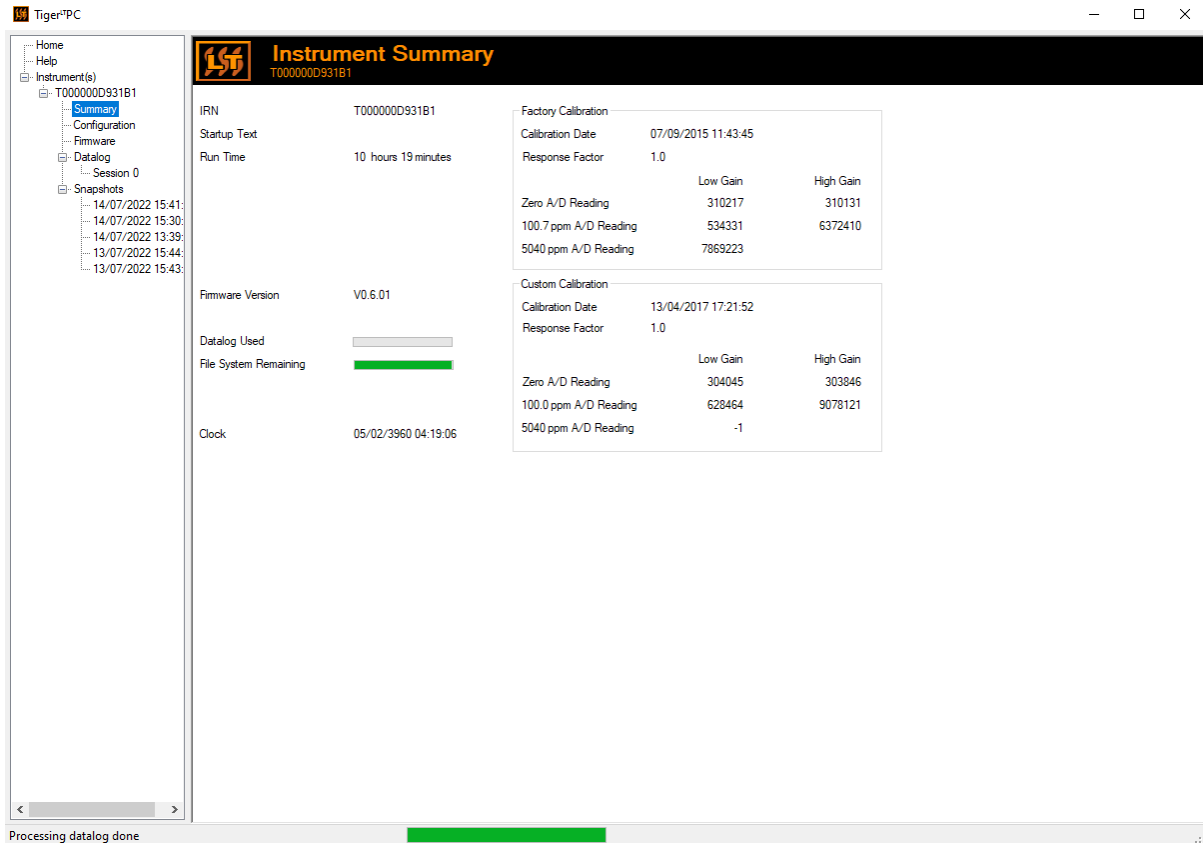 TigerLTPC
Home
Help
Instrument(s)
T000000D931B1
Summary
Configuration
Firmware
Datalog
Session 0
Snapshots
14/07/2022 15:41:
14/07/2022 15:30:
14/07/2022 13:39:
13/07/2022 15:44:
13/07/2022 15:43:
LT
Instrument Summary
T000000D931B1
IRN T000000D931B1
Startup Text
Run Time 10 hours 19 minutes
Firmware Version V0.6.01
Datalog Used
File System Remaining
Clock 05/02/3960 04:19:06
Factory Calibration
Calibration Date 07/09/2015 11:43:45
Response Factor 1.0
Low Gain High Gain
Zero A/D Reading 310217 310131
100.7 ppm A/D Reading 534331 6372410
5040 ppm A/D Reading 7869223
Custom Calibration
Calibration Date 13/04/2017 17:21:52
Response Factor 1.0
Low Gain High Gain
Zero A/D Reading 304045 303846
100.0 ppm A/D Reading 628464 9078121
5040 ppm A/D Reading -1
Processing datalog done